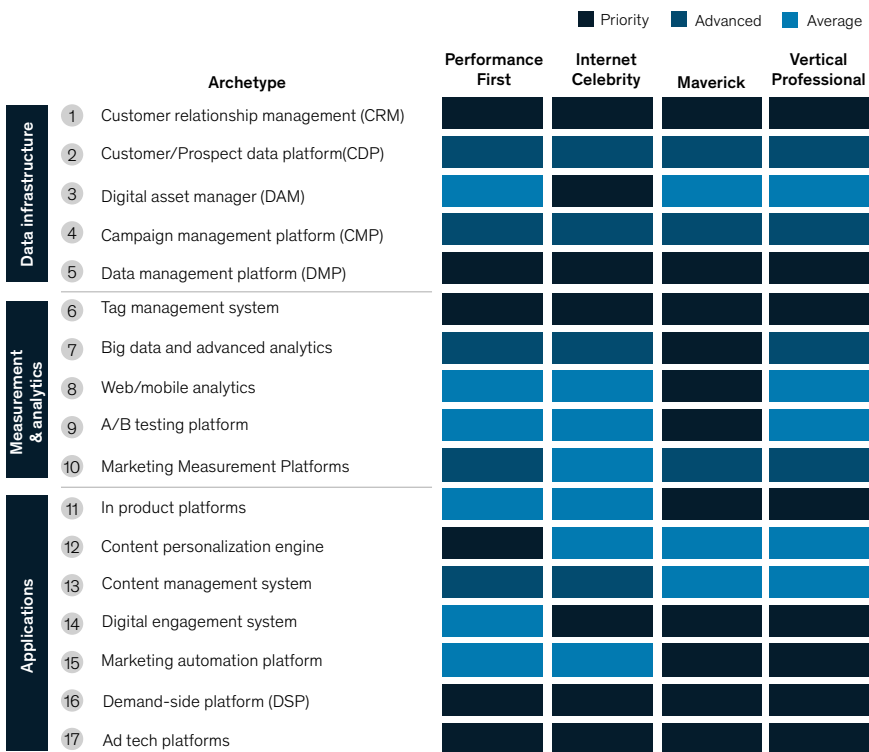 Priority Advanced Average
Performance
First
Internet
Celebrity
Maverick
Vertical
Professional
Archetype
Data infrastructure
1 Customer relationship management (CRM)
2 Customer/Prospect data platform(CDP)
3 Digital asset manager (DAM)
4 Campaign management platform (CMP)
5 Data management platform (DMP)
Measurement
& analytics
6 Tag management system
7 Big data and advanced analytics
8 Web/mobile analytics
9 A/B testing platform
10 Marketing Measurement Platforms
Applications
11 In product platforms
12 Content personalization engine
13 Content management system
14 Digital engagement system
15 Marketing automation platform
16 Demand-side platform (DSP)
17 Ad tech platforms